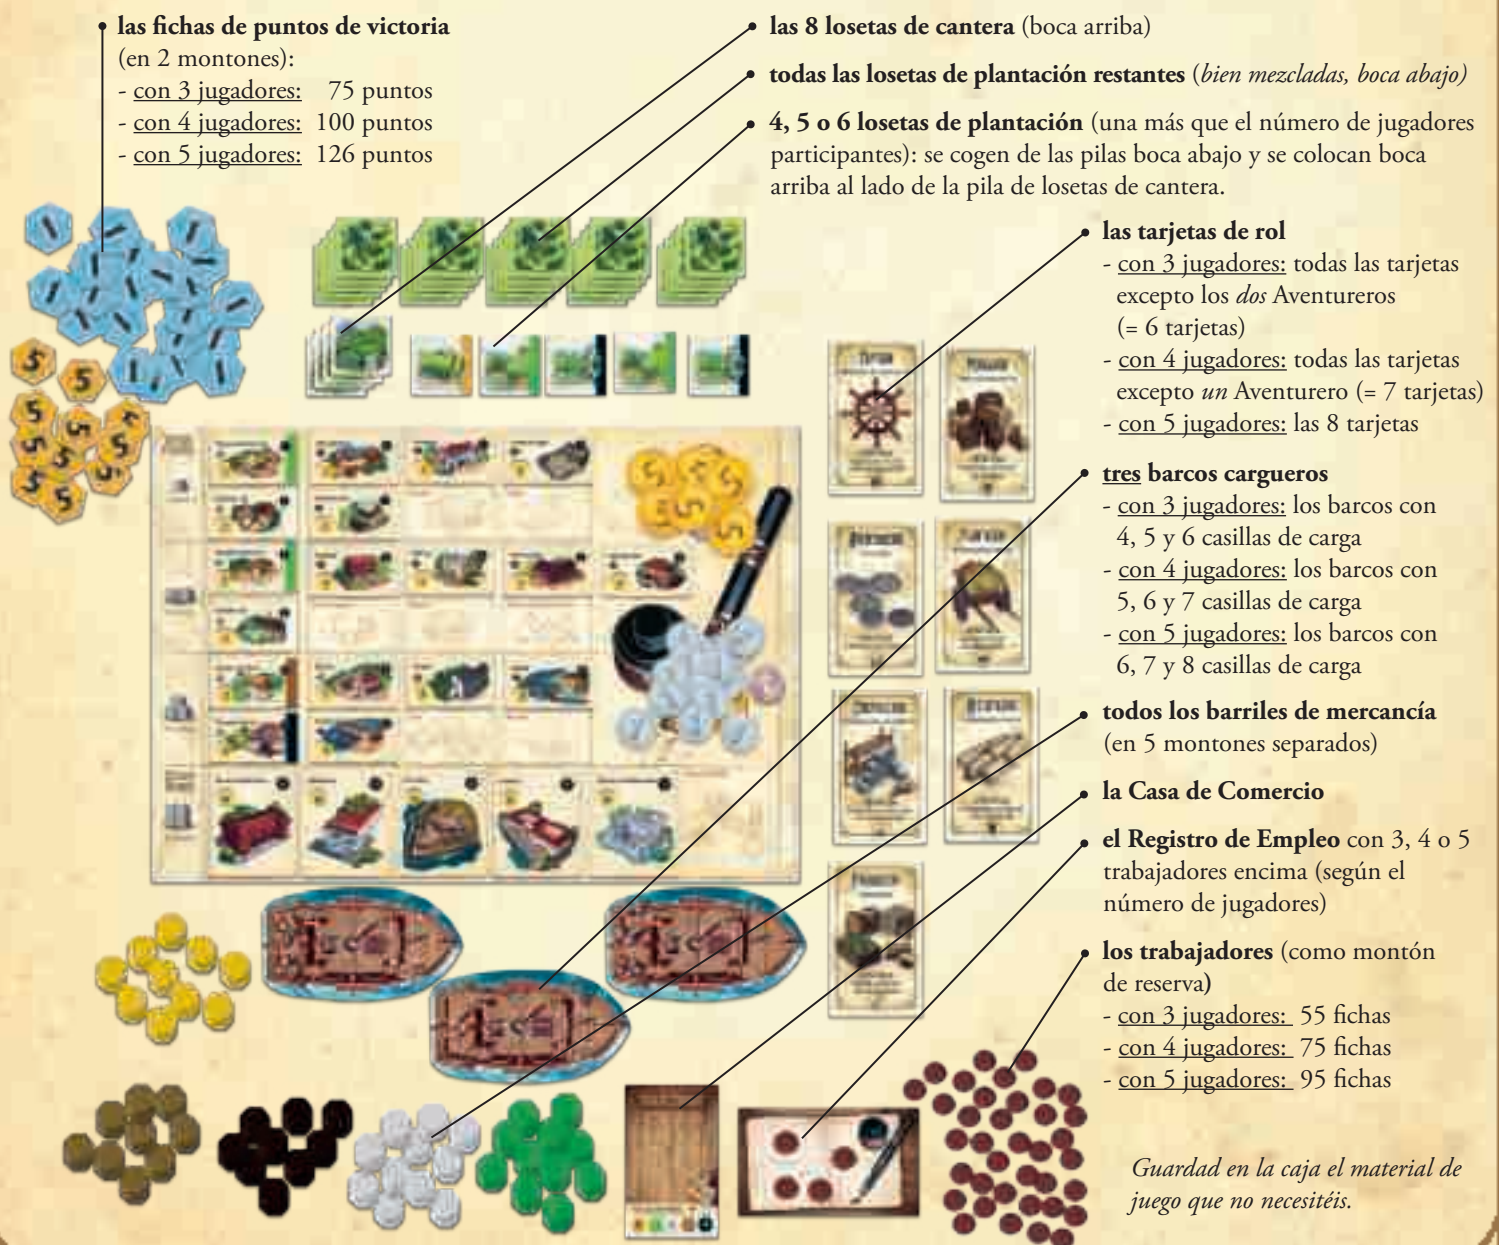 las fichas de puntos de victoria
(en 2 montones):
- con 3 jugadores: 75 puntos
- con 4 jugadores: 100 puntos
- con 5 jugadores: 126 puntos
las 8 losetas de cantera (boca arriba)
todas las losetas de plantación restantes (bien mezcladas, boca abajo)
4, 5 o 6 losetas de plantación (una más que el número de jugadores
participantes): se cogen de las pilas boca abajo y se colocan boca
arriba al lado de la pila de losetas de cantera.
las tarjetas de rol
- con 3 jugadores: todas las tarjetas
excepto los dos Aventureros
(= 6 tarjetas)
- con 4 jugadores: todas las tarjetas
excepto un Aventurero (= 7 tarjetas)
- con 5 jugadores: las 8 tarjetas
tres barcos cargueros
- con 3 jugadores: los barcos con
4, 5 y 6 casillas de carga
- con 4 jugadores: los barcos con
5, 6 y 7 casillas de carga
- con 5 jugadores: los barcos con
6, 7 y 8 casillas de carga
todos los barriles de mercancía
(en 5 montones separados)
la Casa de Comercio
el Registro de Empleo con 3, 4 o 5
trabajadores encima (según el
número de jugadores)
los trabajadores (como montón
de reserva)
- con 3 jugadores: 55 fichas
- con 4 jugadores: 75 fichas
- con 5 jugadores: 95 fichas
Guardad en la caja el material de
juego que no necesitéis.